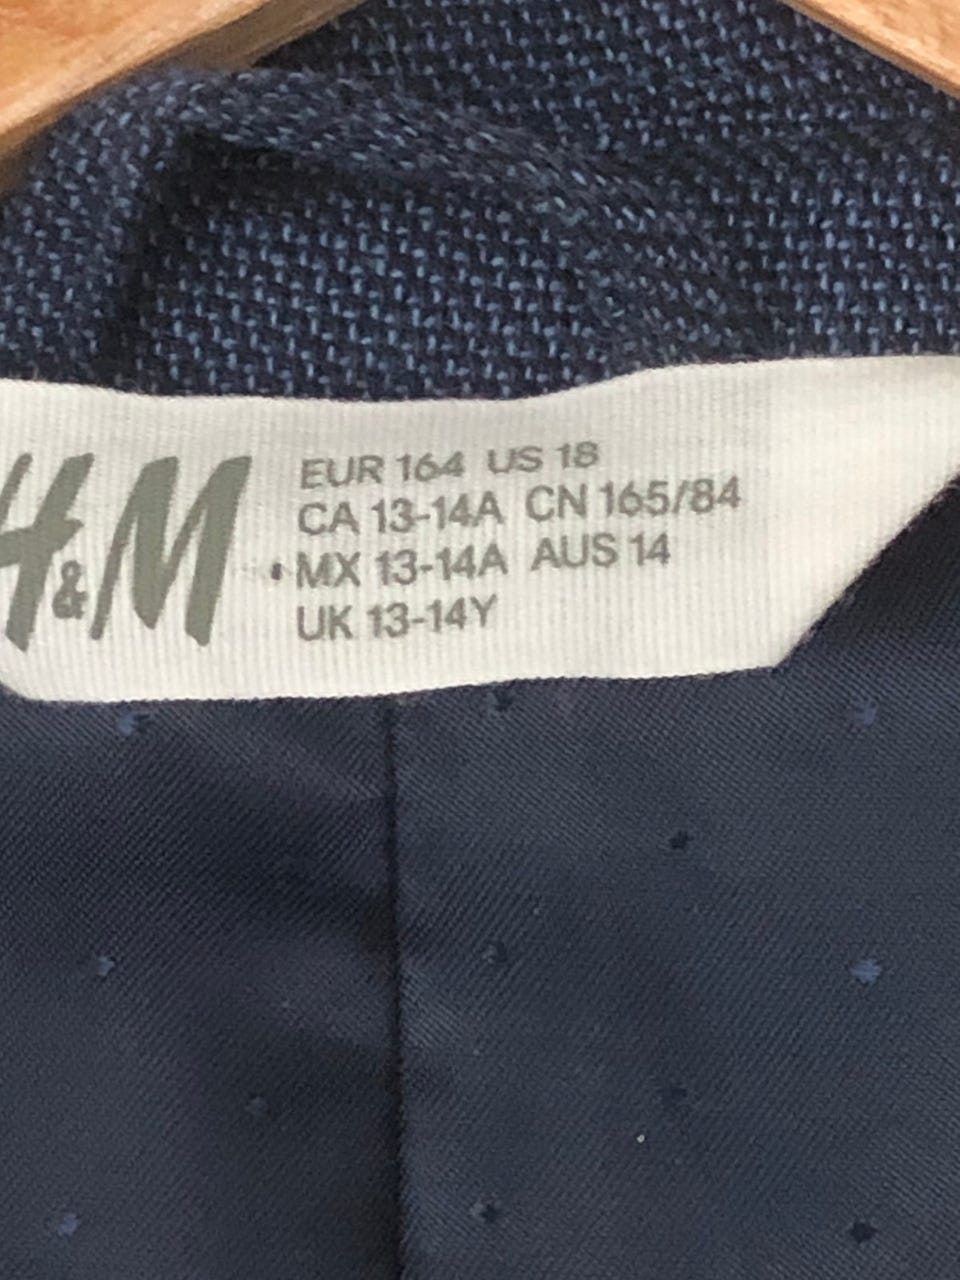 H&M
EUR 164 US 18
CA 13-14A CN 165/84
MX 13-14A AUS 14
UK 13-14Y